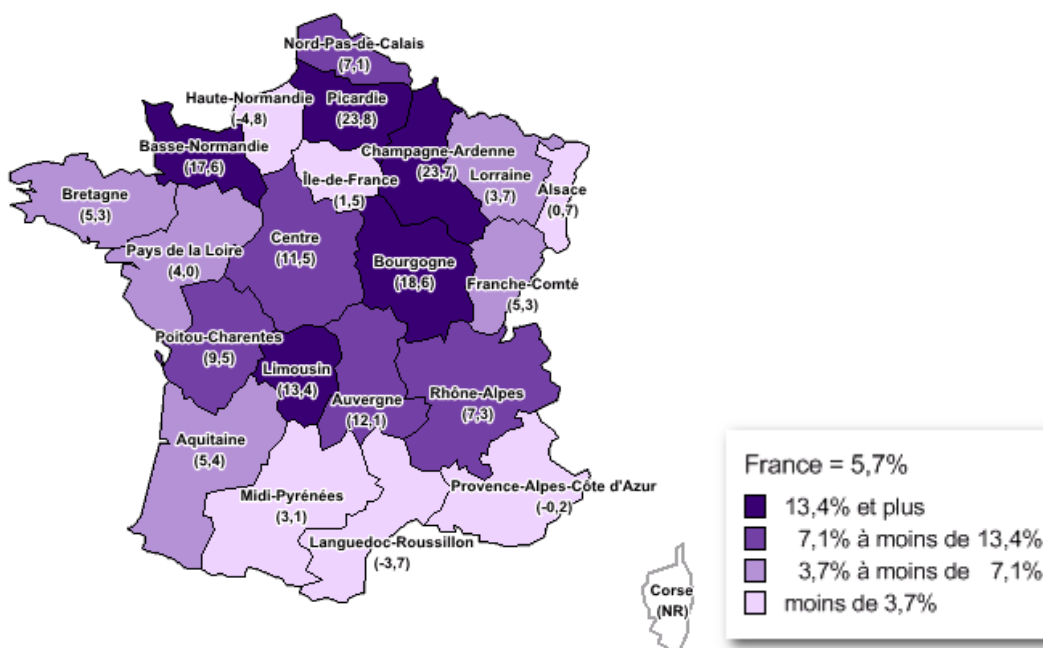 Nord-Pas-de-Calais
(7,1)
Haute-Normandie
(-4,8)
Picardie
(23,8)
Basse-Normandie
(17,6)
Champagne-Ardenne
(23,7)
Lorraine
(3,7)
Île-de-France
(1,5)
Alsace
(0,7)
Bretagne
(5,3)
Pays de la Loire
(4,0)
Centre
(11,5)
Bourgogne
(18,6)
Franche-Comté
(5,3)
Poitou-Charentes
(9,5)
Limousin
(13,4)
Auvergne
(12,1)
Rhône-Alpes
(7,3)
Aquitaine
(5,4)
Midi-Pyrénées
(3,1)
Provence-Alpes-Côte d'Azur
(-0,2)
Languedoc-Roussillon
(-3,7)
Corse
(NR)
France = 5,7%
13,4% et plus
7,1% à moins de 13,4%
3,7% à moins de 7,1%
moins de 3,7%